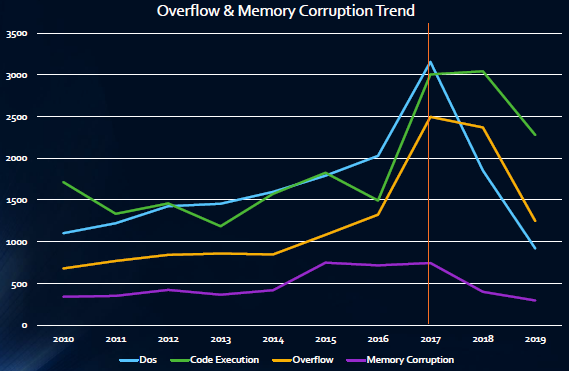 Overflow & Memory Corruption Trend
3500
3000
2500
2000
1500
1000
500
0
2010 2011 2012 2013 2014 2015 2016 2017 2018 2019
Dos Code Execution Overflow Memory Corruption